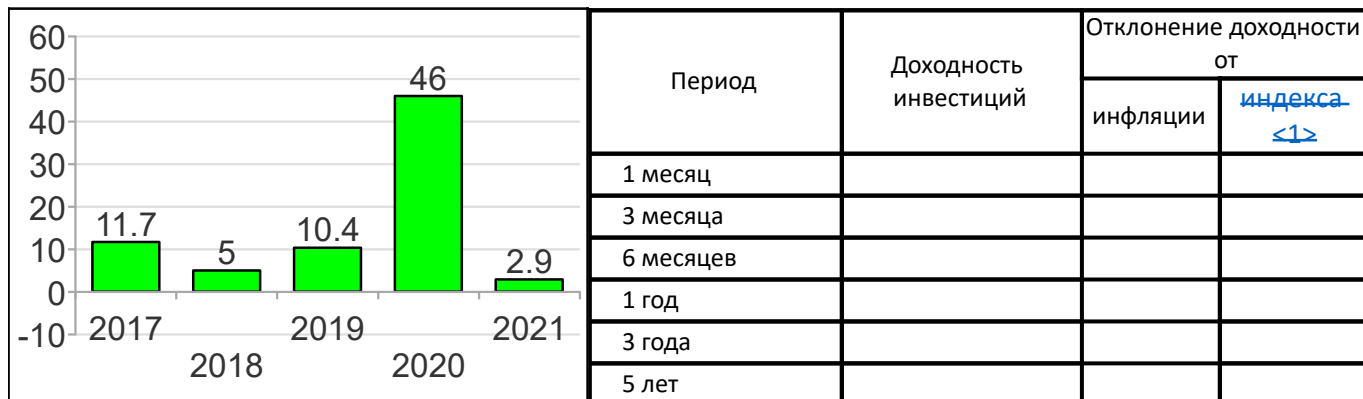 60
50
40
30
20
10
0
-10
11.7
5
10.4
46
2.9
2017
2018
2019
2020
2021
Период
Доходность
инвестиций
Отклонение доходности
от
инфляции
индекса
<1>
1 месяц
3 месяца
6 месяцев
1 год
3 года
5 лет